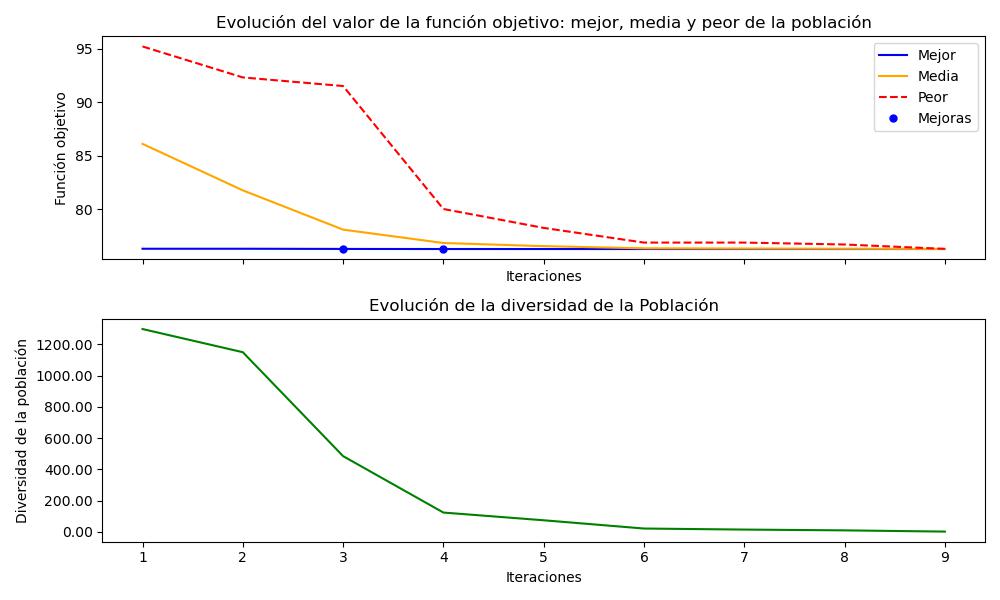 Evolución del valor de la función objetivo: mejor, media y peor de la población
Función objetivo
95
90
85
80
Mejor
Media
Peor
Mejoras
Iteraciones
Evolución de la diversidad de la Población
Diversidad de la población
1200.00
1000.00
800.00
600.00
400.00
200.00
0.00
1 2 3 4 5 6 7 8 9
Iteraciones